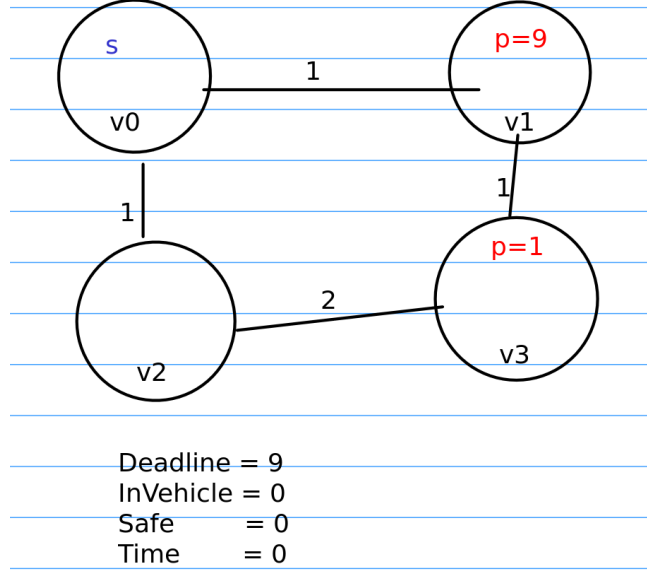 s
p=9
1
v0
v1
1
1
p=1
2
v2
v3
Deadline = 9
InVehicle = 0
Safe = 0
Time = 0